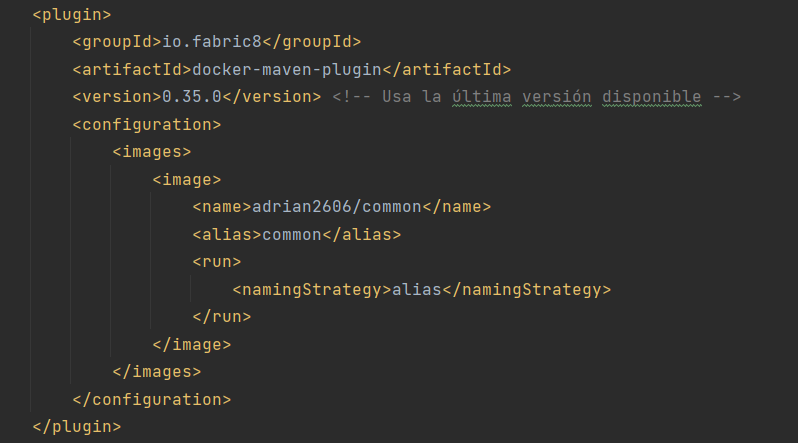 <plugin>
<groupId>io.fabric8</groupId>
<artifactId>docker-maven-plugin</artifactId>
<version>0.35.0</version> <!-- Usa la última versión disponible -->
<configuration>
<images>
<image>
<name>adrian2606/common</name>
<alias>common</alias>
<run>
<namingStrategy>alias</namingStrategy>
</run>
</image>
</images>
</configuration>
</plugin>